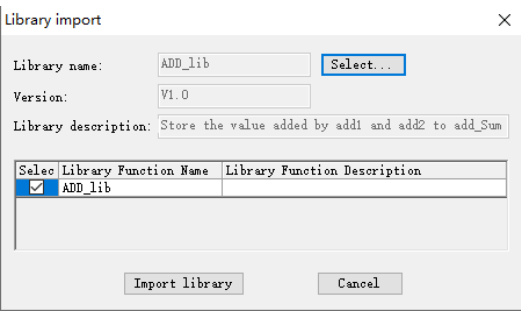 Library import
Library name: ADD_lib Select...
Version: V1.0
Library description: Store the value added by add1 and add2 to add_Sum
Selec Library Function Name Library Function Description
ADD_lib
Import library Cancel